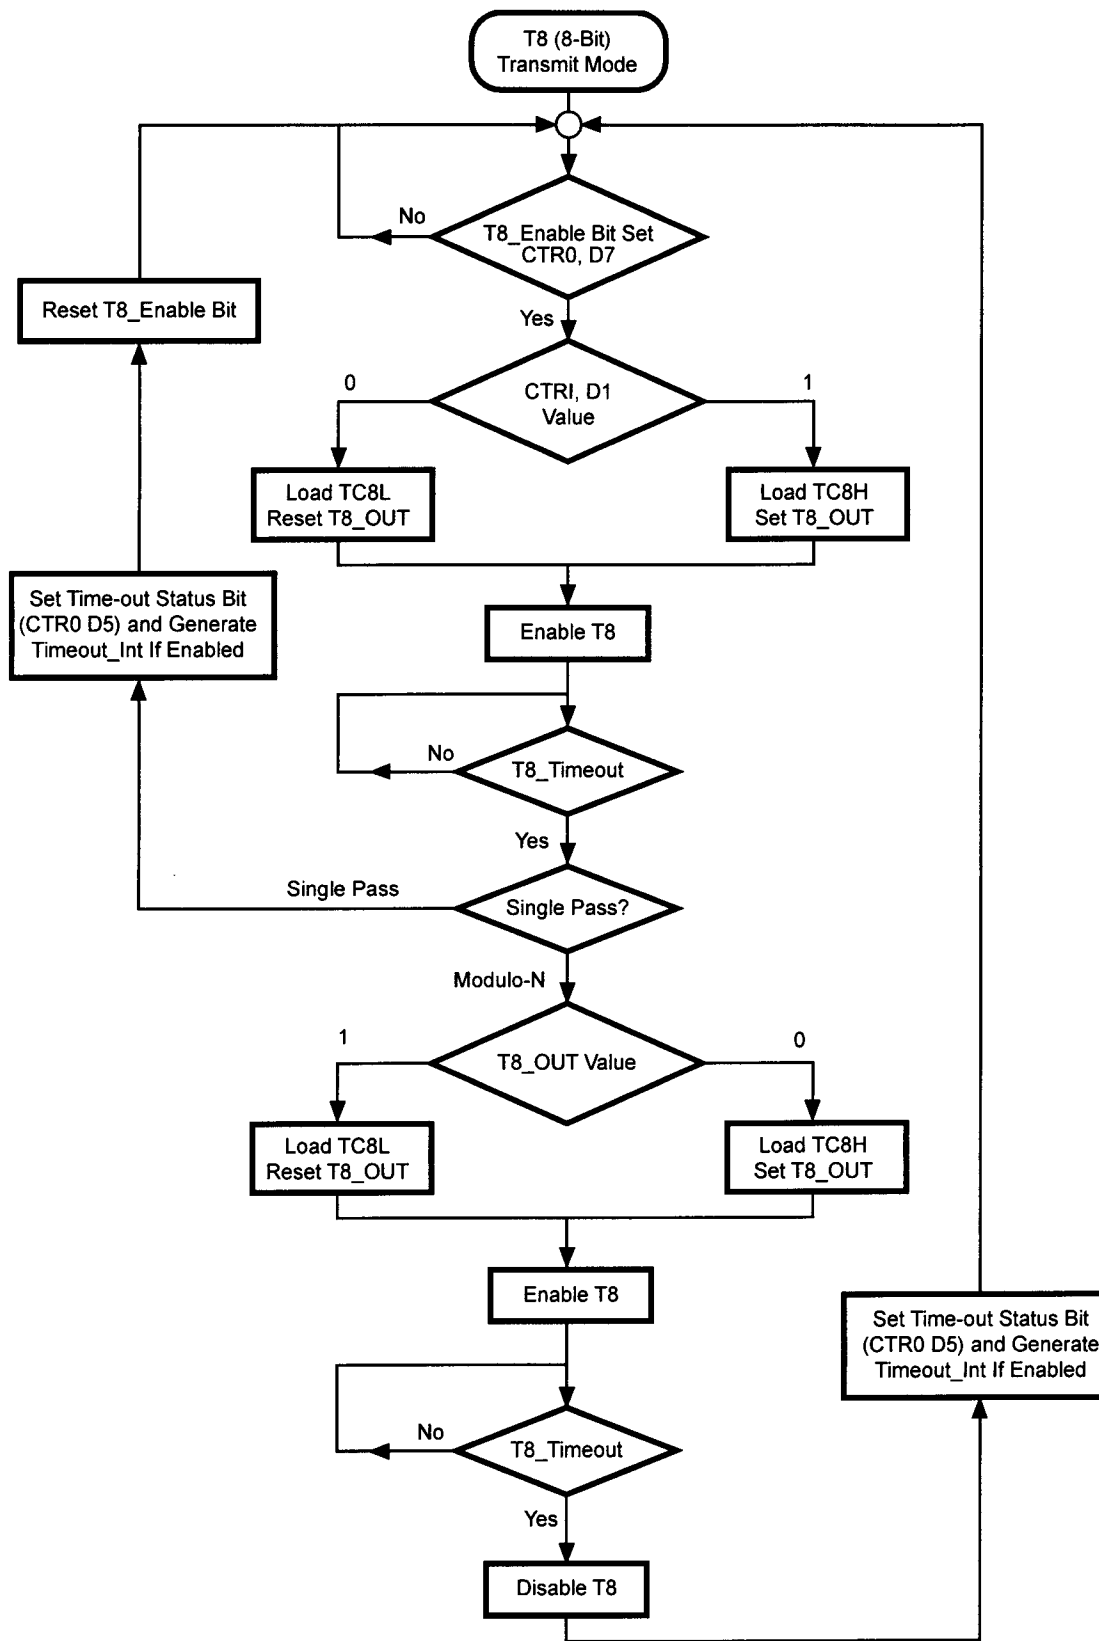 T8 (8-Bit)
Transmit Mode
No
T8_Enable Bit Set
CTR0, D7
Reset T8_Enable Bit
Yes
0
CTRI, D1
Value
1
Load TC8L
Reset T8_OUT
Load TC8H
Set T8_OUT
Set Time-out Status Bit
(CTR0 D5) and Generate
Timeout_Int If Enabled
Enable T8
No
T8_Timeout
Yes
Single Pass
Single Pass?
Modulo-N
1
T8_OUT Value
0
Load TC8L
Reset T8_OUT
Load TC8H
Set T8_OUT
Enable T8
Set Time-out Status Bit
(CTR0 D5) and Generate
Timeout_Int If Enabled
No
T8_Timeout
Yes
Disable T8